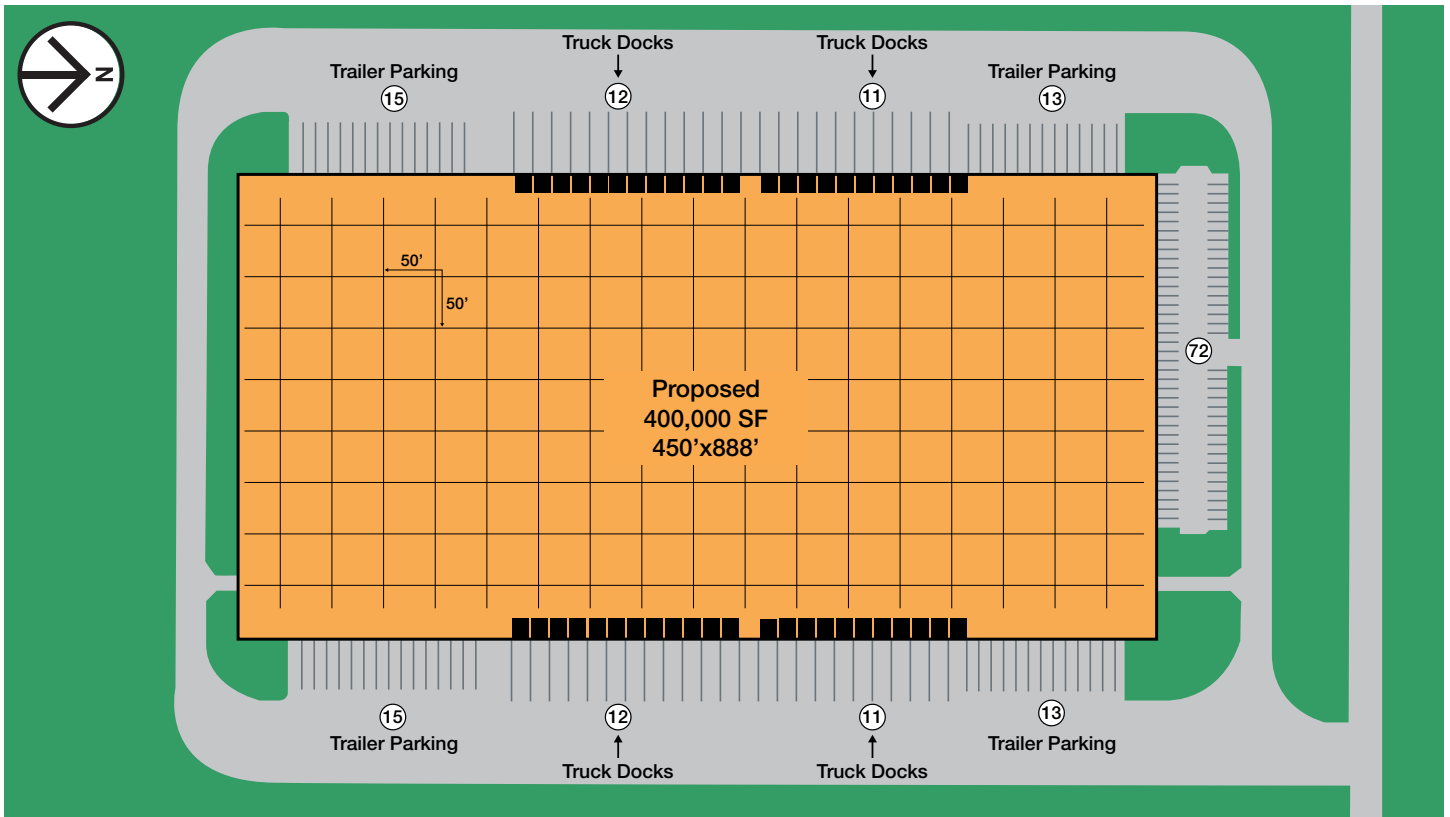 N
Truck Docks
12
Truck Docks
11
Trailer Parking
15
Trailer Parking
13
50’
50’
72
Proposed
400,000 SF
450’x888’
15
Trailer Parking
12
Truck Docks
11
Truck Docks
13
Trailer Parking